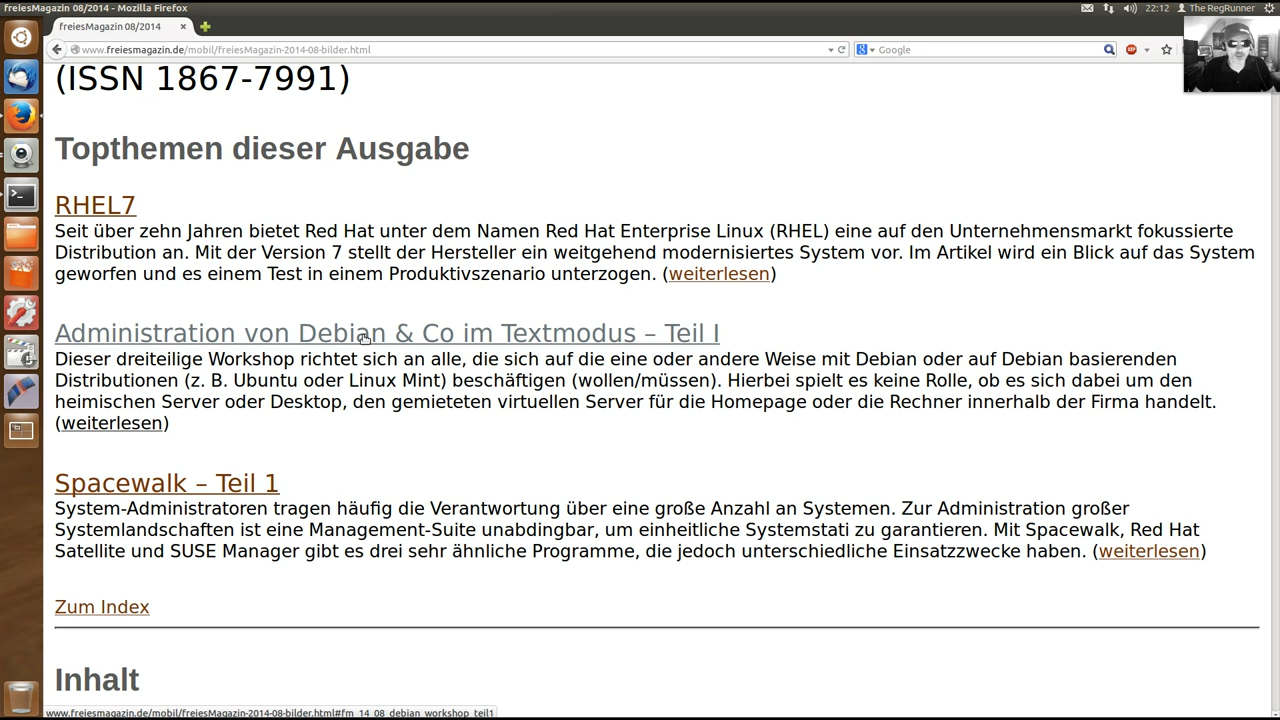 freiesMagazin 08/2014 - Mozilla Firefox
22:12 The RegRunner
freiesMagazin 08/2014
www.freiesmagazin.de/mobil/freiesMagazin-2014-08-bilder.html
Google
(ISSN 1867-7991)
Topthemen dieser Ausgabe
RHEL7
Seit über zehn Jahren bietet Red Hat unter dem Namen Red Hat Enterprise Linux (RHEL) eine auf den Unternehmensmarkt fokussierte
Distribution an. Mit der Version 7 stellt der Hersteller ein weitgehend modernisiertes System vor. Im Artikel wird ein Blick auf das System
geworfen und es einem Test in einem Produktivszenario unterzogen. (weiterlesen)
Administration von Debian & Co im Textmodus – Teil I
Dieser dreiteilige Workshop richtet sich an alle, die sich auf die eine oder andere Weise mit Debian oder auf Debian basierenden
Distributionen (z. B. Ubuntu oder Linux Mint) beschäftigen (wollen/müssen). Hierbei spielt es keine Rolle, ob es sich dabei um den
heimischen Server oder Desktop, den gemieteten virtuellen Server für die Homepage oder die Rechner innerhalb der Firma handelt.
(weiterlesen)
Spacewalk – Teil 1
System-Administratoren tragen häufig die Verantwortung über eine große Anzahl an Systemen. Zur Administration großer
Systemlandschaften ist eine Management-Suite unabdingbar, um einheitliche Systemstati zu garantieren. Mit Spacewalk, Red Hat
Satellite und SUSE Manager gibt es drei sehr ähnliche Programme, die jedoch unterschiedliche Einsatzzwecke haben. (weiterlesen)
Zum Index
Inhalt
www.freiesmagazin.de/mobil/freiesMagazin-2014-08-bilder.html#fm_14_08_debian_workshop_teil1